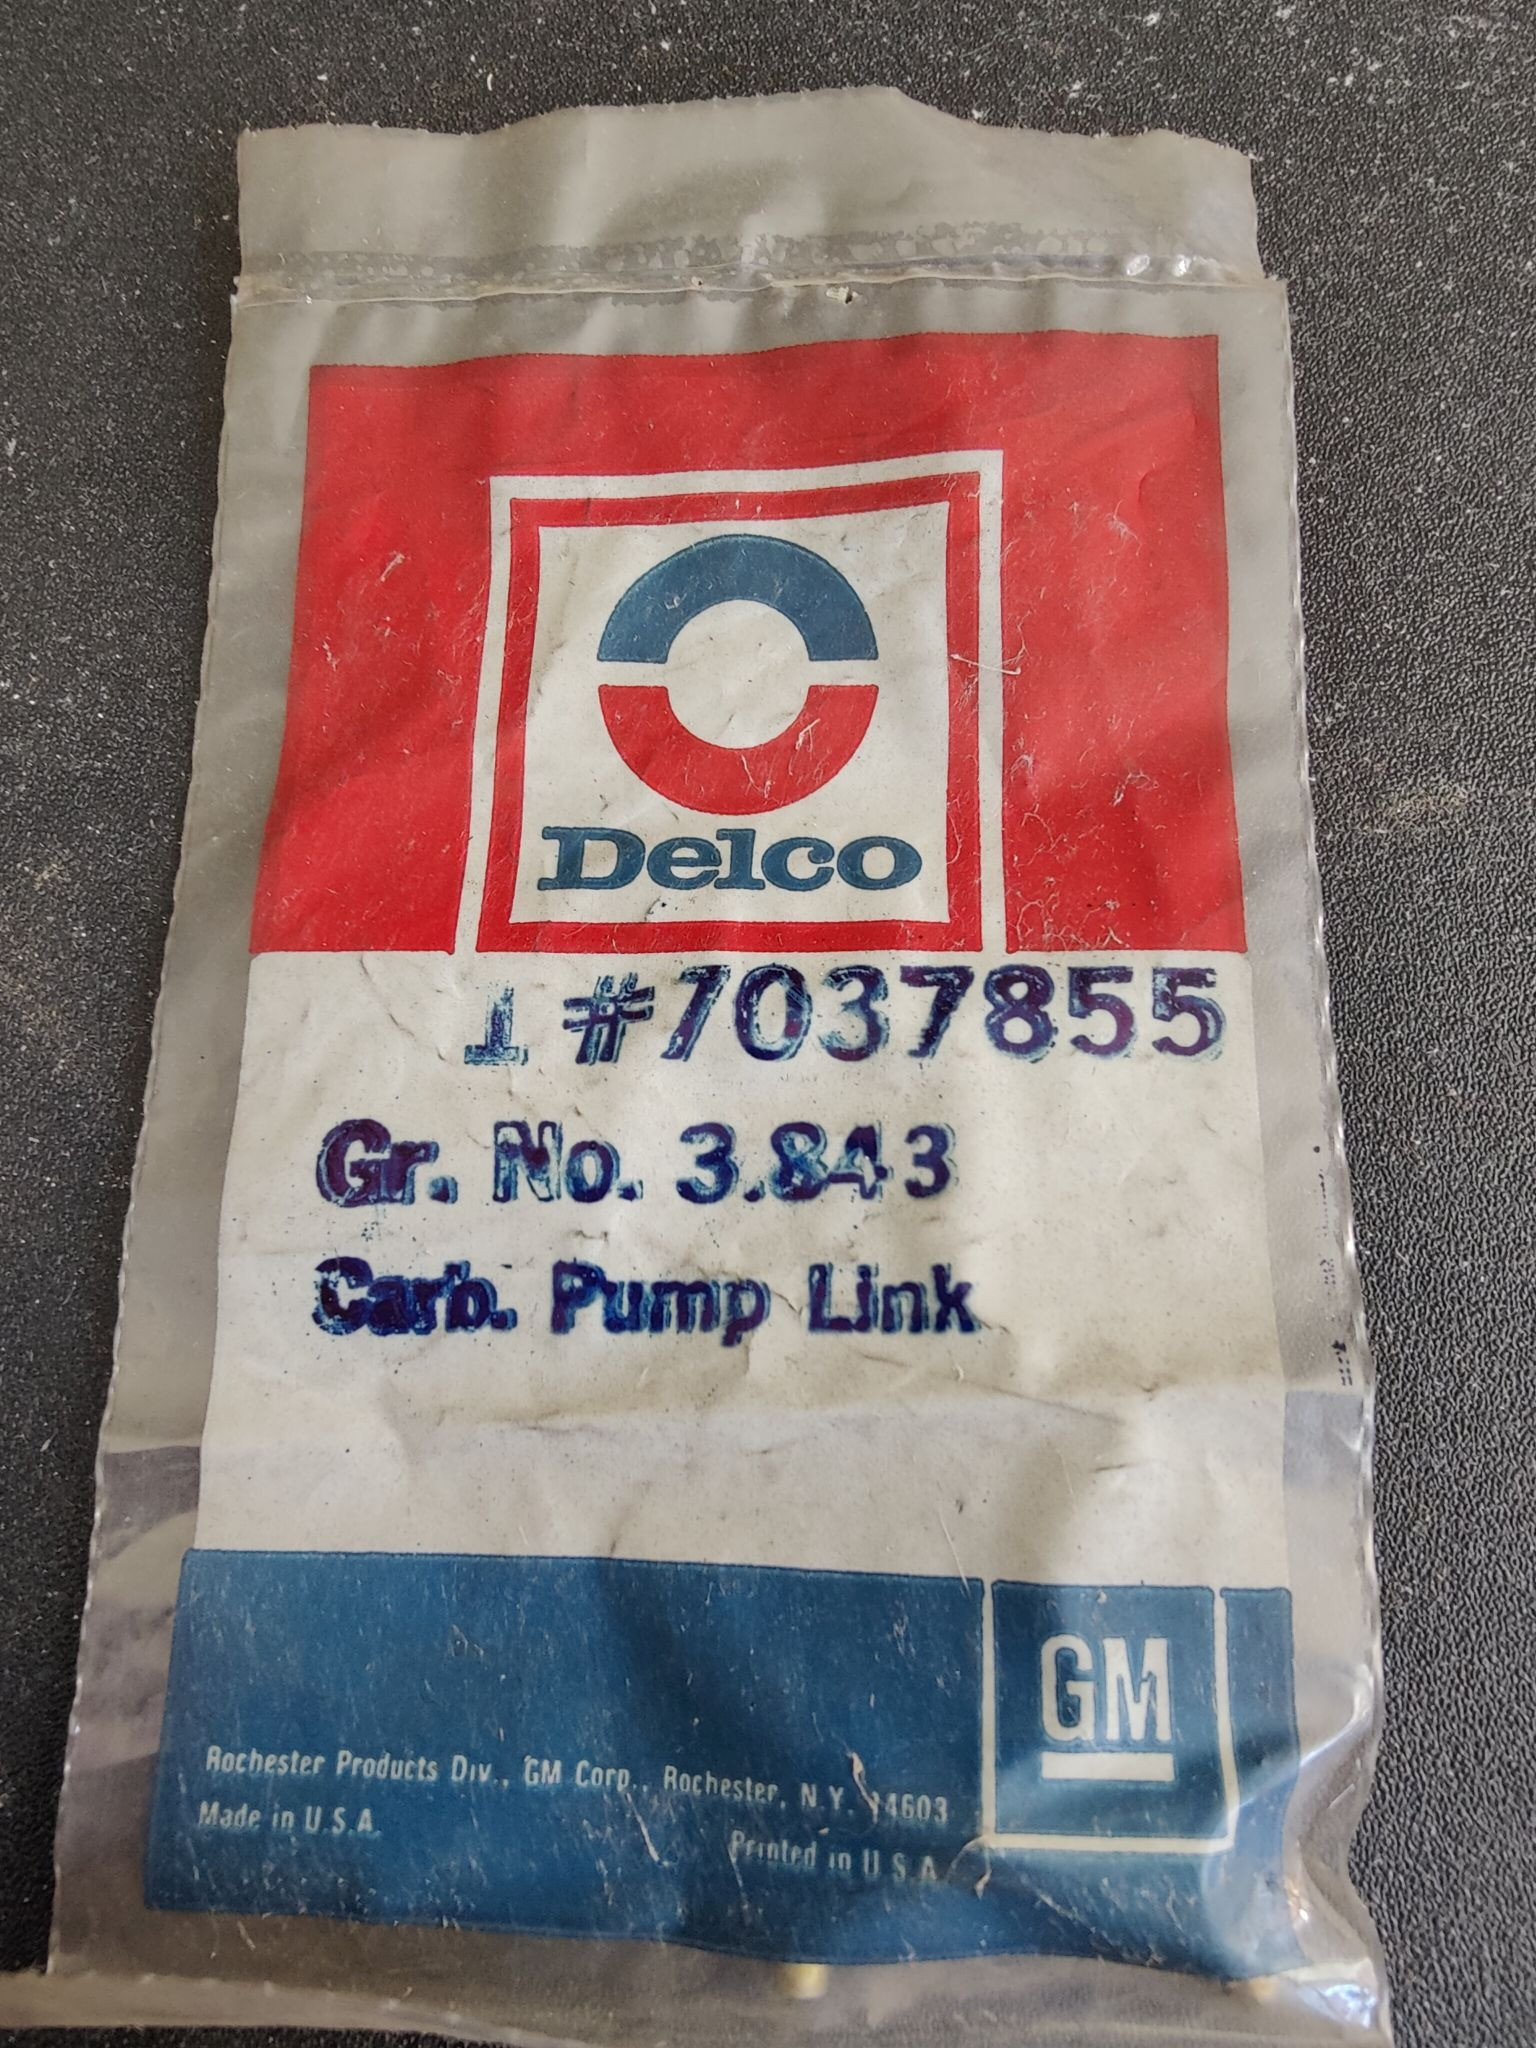 Delco
1 #7037855
Gr. No. 3.843
Carb. Pump Link
GM
Rochester Products Div., GM Corp., Rochester, N.Y. 14603
Made in U.S.A.
Printed in U.S.A.